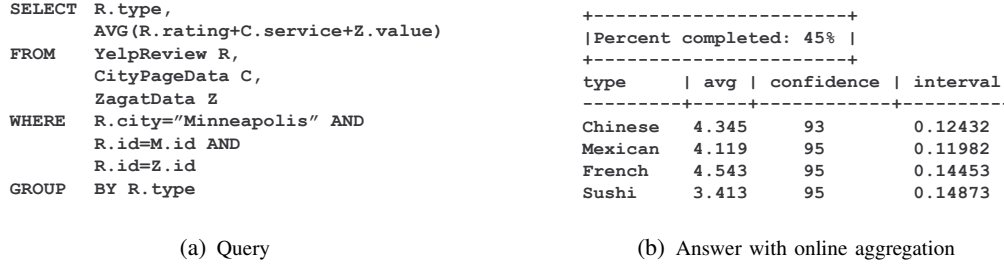 SELECT R.type,
AVG(R.rating+C.service+Z.value)
FROM YelpReview R,
CityPageData C,
ZagatData Z
WHERE R.city=”Minneapolis” AND
R.id=M.id AND
R.id=Z.id
GROUP BY R.type
(a) Query
+-----------------------+
|Percent completed: 45% |
+-----------------------+
type | avg | confidence | interval
---------+-----+------------+---------
Chinese 4.345 93 0.12432
Mexican 4.119 95 0.11982
French 4.543 95 0.14453
Sushi 3.413 95 0.14873
(b) Answer with online aggregation